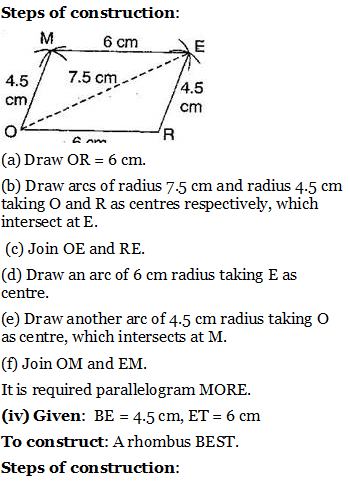 Steps of construction:
M 6 cm E
4.5 cm 7.5 cm 4.5 cm
O R
6 cm
(a) Draw OR = 6 cm.
(b) Draw arcs of radius 7.5 cm and radius 4.5 cm
taking O and R as centres respectively, which
intersect at E.
(c) Join OE and RE.
(d) Draw an arc of 6 cm radius taking E as
centre.
(e) Draw another arc of 4.5 cm radius taking O
as centre, which intersects at M.
(f) Join OM and EM.
It is required parallelogram MORE.
(iv) Given: BE = 4.5 cm, ET = 6 cm
To construct: A rhombus BEST.
Steps of construction: